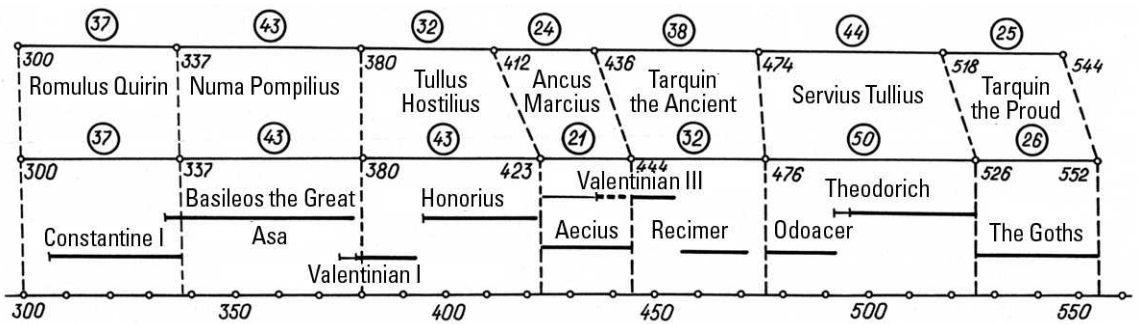 37 43 32 24 38 44 25
300 337 380 412 436 474 518 544
Romulus Quirin Numa Pompilius Tullus Hostilius Ancus Marcius Tarquin the Ancient Servius Tullius Tarquin the Proud
37 43 43 21 32 50 26
300 337 380 423 444 476 526 552
Valentinian III
Basileos the Great Honorius Theodorich
Constantine I Asa Aecius Recimer Odoacer The Goths
Valentinian I
300 350 400 450 500 550